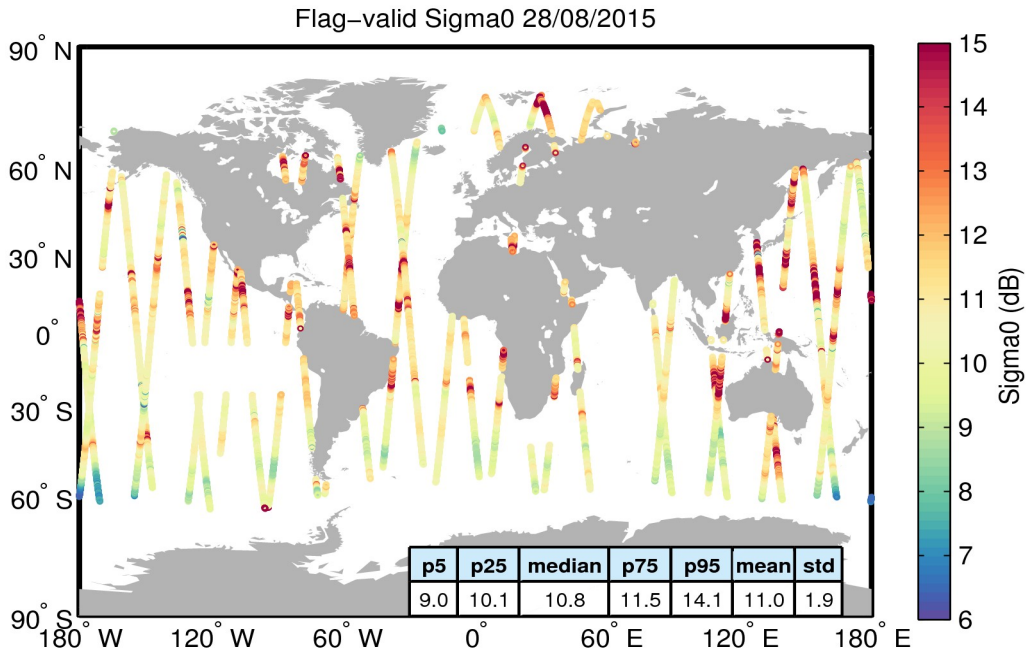 Flag−valid Sigma0 28/08/2015
90° N
60° N
30° N
0°
30° S
60° S
90° S
180° W
120° W
60° W
0°
60° E
120° E
180° E
p5 p25 median p75 p95 mean std
9.0 10.1 10.8 11.5 14.1 11.0 1.9
15
14
13
12
11
10
9
8
7
6
Sigma0 (dB)